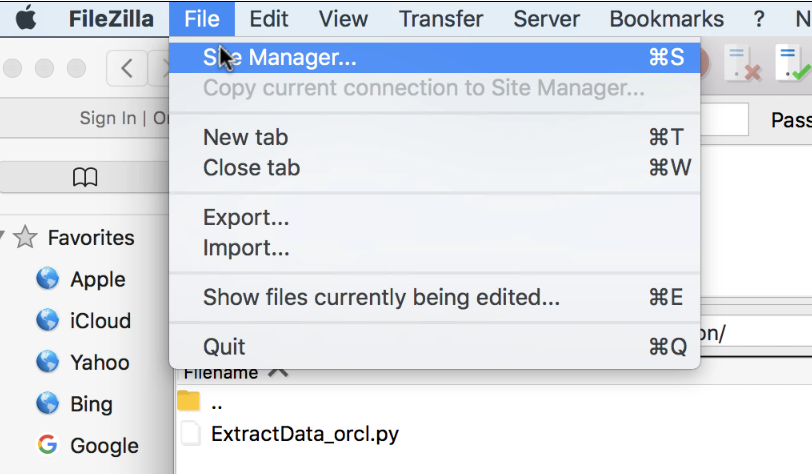 FileZilla File Edit View Transfer Server Bookmarks ? 
Site Manager... ⌘S
Copy current connection to Site Manager...
Sign In |
Pass
New tab ⌘T
Close tab ⌘W
Export...
Import...
Favorites
Apple
iCloud
Yahoo
Bing
Google
Show files currently being edited... ⌘E
on/
Quit ⌘Q
Filename
..
ExtractData_orcl.py